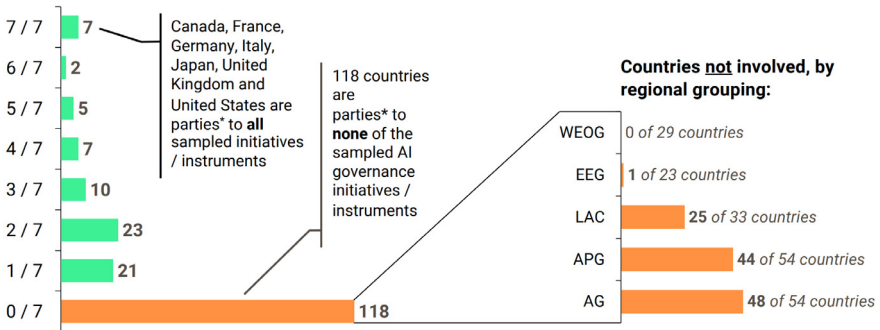 7 / 7
7
6 / 7
2
5 / 7
5
4 / 7
7
3 / 7
10
2 / 7
23
1 / 7
21
0 / 7
118
Canada, France,
Germany, Italy,
Japan, United
Kingdom and
United States are
parties* to all
sampled initiatives
/ instruments
118 countries
are
parties* to
none of the
sampled AI
governance
initiatives /
instruments
Countries not involved, by
regional grouping:
WEOG 0 of 29 countries
EEG 1 of 23 countries
LAC 25 of 33 countries
APG 44 of 54 countries
AG 48 of 54 countries